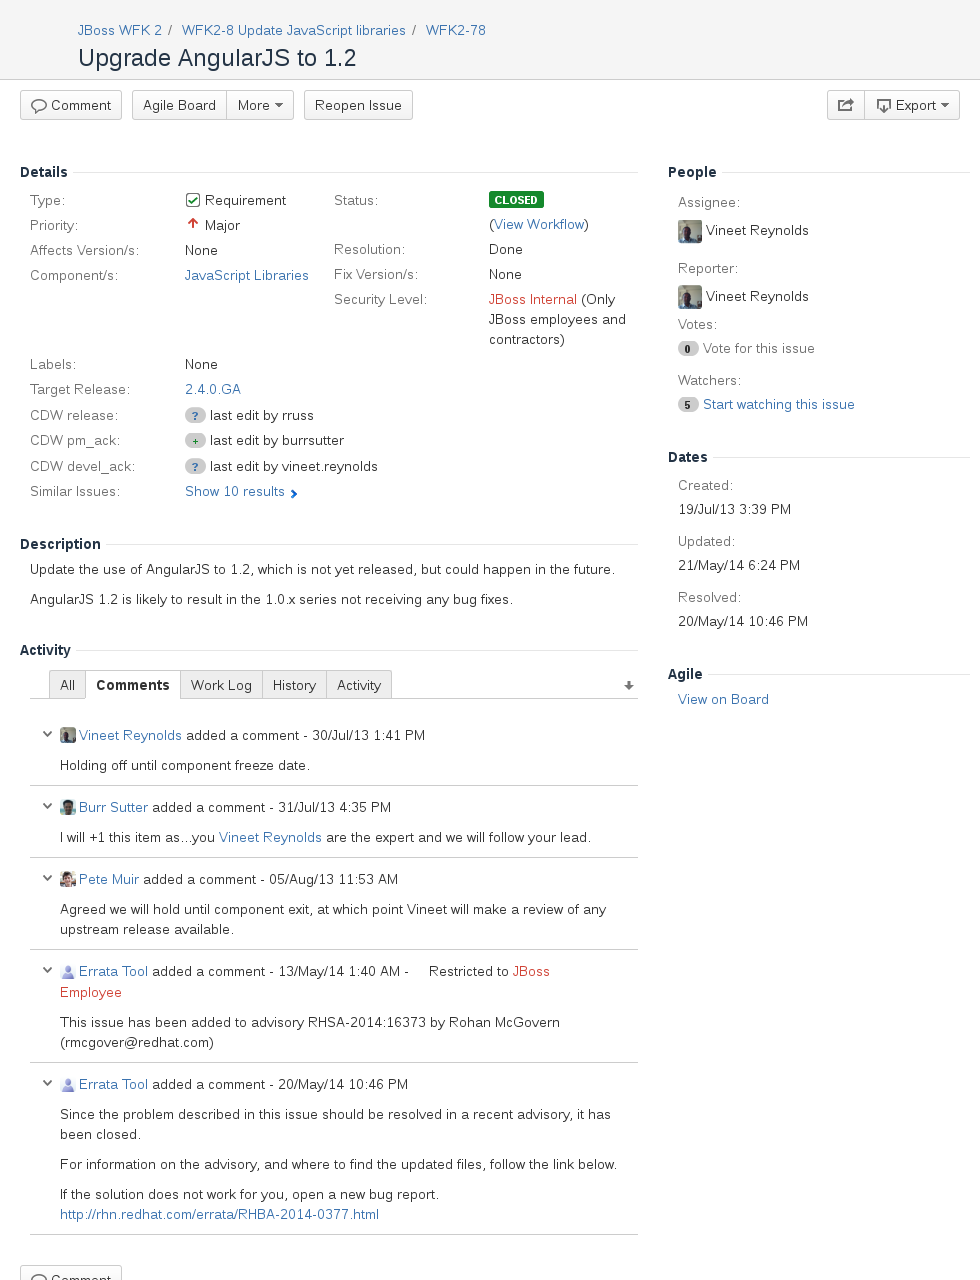 JBoss WFK 2 / WFK2-8 Update JavaScript libraries / WFK2-78
Upgrade AngularJS to 1.2
Comment Agile Board More Reopen Issue Export
Details
Type: Requirement
Priority: Major
Affects Version/s: None
Component/s: JavaScript Libraries
Status: CLOSED
(View Workflow)
Resolution: Done
Fix Version/s: None
Security Level: JBoss Internal (Only
JBoss employees and
contractors)
Labels: None
Target Release: 2.4.0.GA
CDW release: ? last edit by rruss
CDW pm_ack: + last edit by burrsutter
CDW devel_ack: ? last edit by vineet.reynolds
Similar Issues: Show 10 results
Description
Update the use of AngularJS to 1.2, which is not yet released, but could happen in the future.
AngularJS 1.2 is likely to result in the 1.0.x series not receiving any bug fixes.
Activity
All Comments Work Log History Activity
Vineet Reynolds added a comment - 30/Jul/13 1:41 PM
Holding off until component freeze date.
Burr Sutter added a comment - 31/Jul/13 4:35 PM
I will +1 this item as...you Vineet Reynolds are the expert and we will follow your lead.
Pete Muir added a comment - 05/Aug/13 11:53 AM
Agreed we will hold until component exit, at which point Vineet will make a review of any
upstream release available.
Errata Tool added a comment - 13/May/14 1:40 AM - Restricted to JBoss
Employee
This issue has been added to advisory RHSA-2014:16373 by Rohan McGovern
(rmcgover@redhat.com)
Errata Tool added a comment - 20/May/14 10:46 PM
Since the problem described in this issue should be resolved in a recent advisory, it has
been closed.
For information on the advisory, and where to find the updated files, follow the link below.
If the solution does not work for you, open a new bug report.
http://rhn.redhat.com/errata/RHBA-2014-0377.html
Comment
People
Assignee:
Vineet Reynolds
Reporter:
Vineet Reynolds
Votes:
0 Vote for this issue
Watchers:
5 Start watching this issue
Dates
Created:
19/Jul/13 3:39 PM
Updated:
21/May/14 6:24 PM
Resolved:
20/May/14 10:46 PM
Agile
View on Board